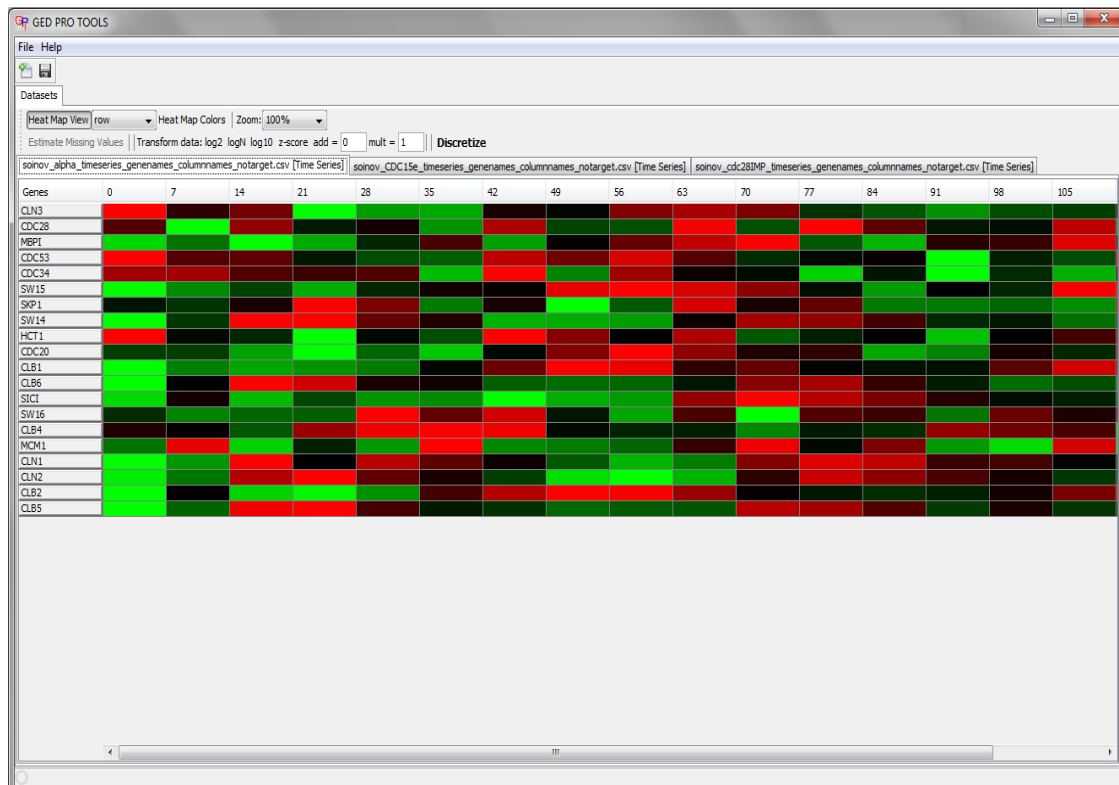 GP GED PRO TOOLS
File Help
Datasets
Heat Map View row Heat Map Colors Zoom: 100%
Estimate Missing Values Transform data: log2 logN log10 z-score add = 0 mult = 1 Discretize
soinov_alpha_timeseries_genenames_columnnames_notarget.csv [Time Series] soinov_CDC15e_timeseries_genenames_columnnames_notarget.csv [Time Series] soinov_cdc28IMP_timeseries_genenames_columnnames_notarget.csv [Time Series]
Genes 0 7 14 21 28 35 42 49 56 63 70 77 84 91 98 105
CLN3
CDC28
MBPI
CDC53
CDC34
SW15
SKP1
SW14
HCT1
CDC20
CLB1
CLB6
SICI
SW16
CLB4
MCM1
CLN1
CLN2
CLB2
CLB5